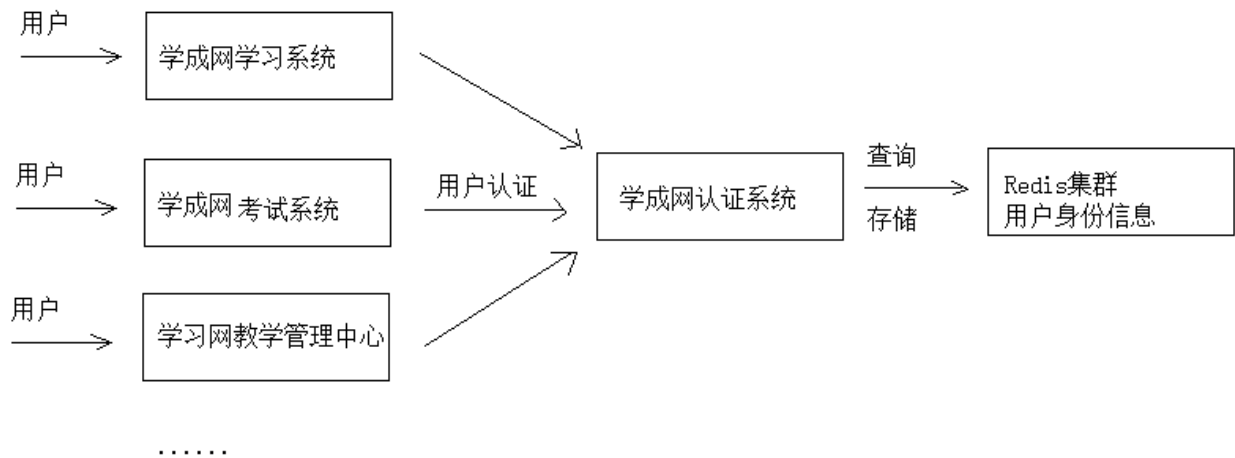 用户
学成网学习系统
用户
学成网 考试系统
用户认证
学成网认证系统
查询
存储
Redis集群
用户身份信息
用户
学习网教学管理中心
......